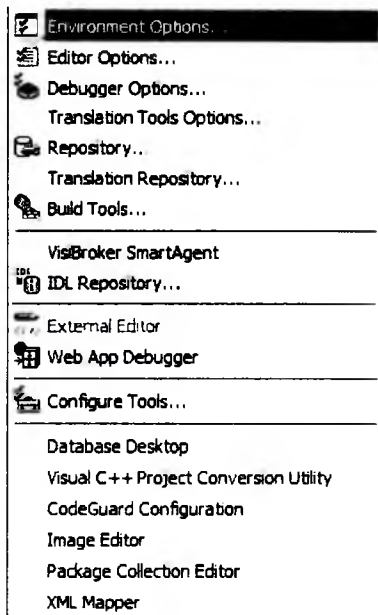 Environment Options...
Editor Options...
Debugger Options...
Translation Tools Options...
Repository...
Translation Repository...
Build Tools...
VisiBroker SmartAgent
IDL Repository...
External Editor
Web App Debugger
Configure Tools...
Database Desktop
Visual C++ Project Conversion Utility
CodeGuard Configuration
Image Editor
Package Collection Editor
XML Mapper